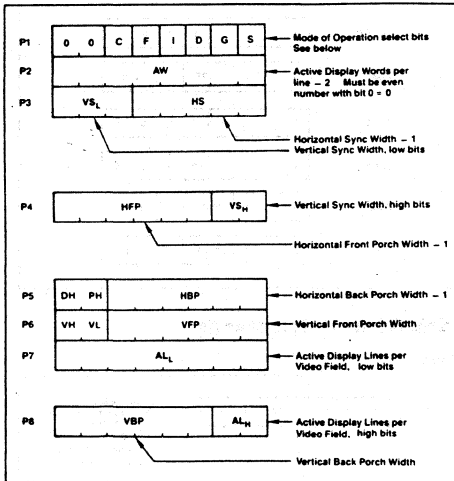 P1 0 0 C F I D G S Mode of Operation select bits
See below
P2 AW Active Display Words per
line – 2 Must be even
number with bit 0 = 0
P3 VSL HS
Horizontal Sync Width – 1
Vertical Sync Width, low bits
P4 HFP VSH Vertical Sync Width, high bits
Horizontal Front Porch Width – 1
P5 DH PH HBP Horizontal Back Porch Width – 1
P6 VH VL VFP Vertical Front Porch Width
P7 ALL Active Display Lines per
Video Field, low bits
P8 VBP ALH Active Display Lines per
Video Field, high bits
Vertical Back Porch Width